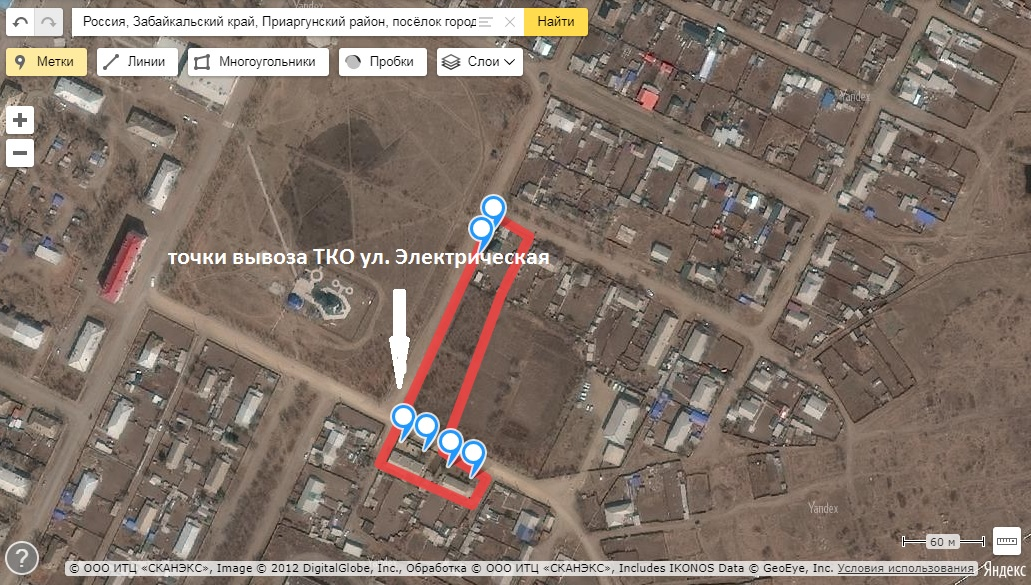 Россия, Забайкальский край, Приаргунский район, посёлок город
Найти
Метки
Линии
Многоугольники
Пробки
Слои
Yandex
Yandex
точки вывоза ТКО ул. Электрическая
Yandex
60 м
?
© ООО ИТЦ «СКАНЭКС», Image © 2012 DigitalGlobe, Inc., Обработка © ООО ИТЦ «СКАНЭКС», Includes IKONOS Data © GeoEye, Inc. Условия использования
Яндекс